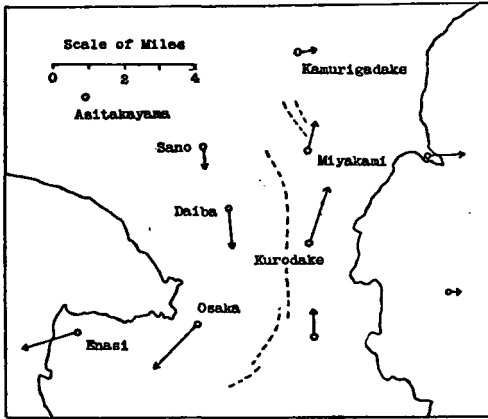 Scale of Miles
0 2 4
Kamurigadake
Asitakayama
Sano
Miyakami
Daiba
Kurodake
Osaka
Enasi